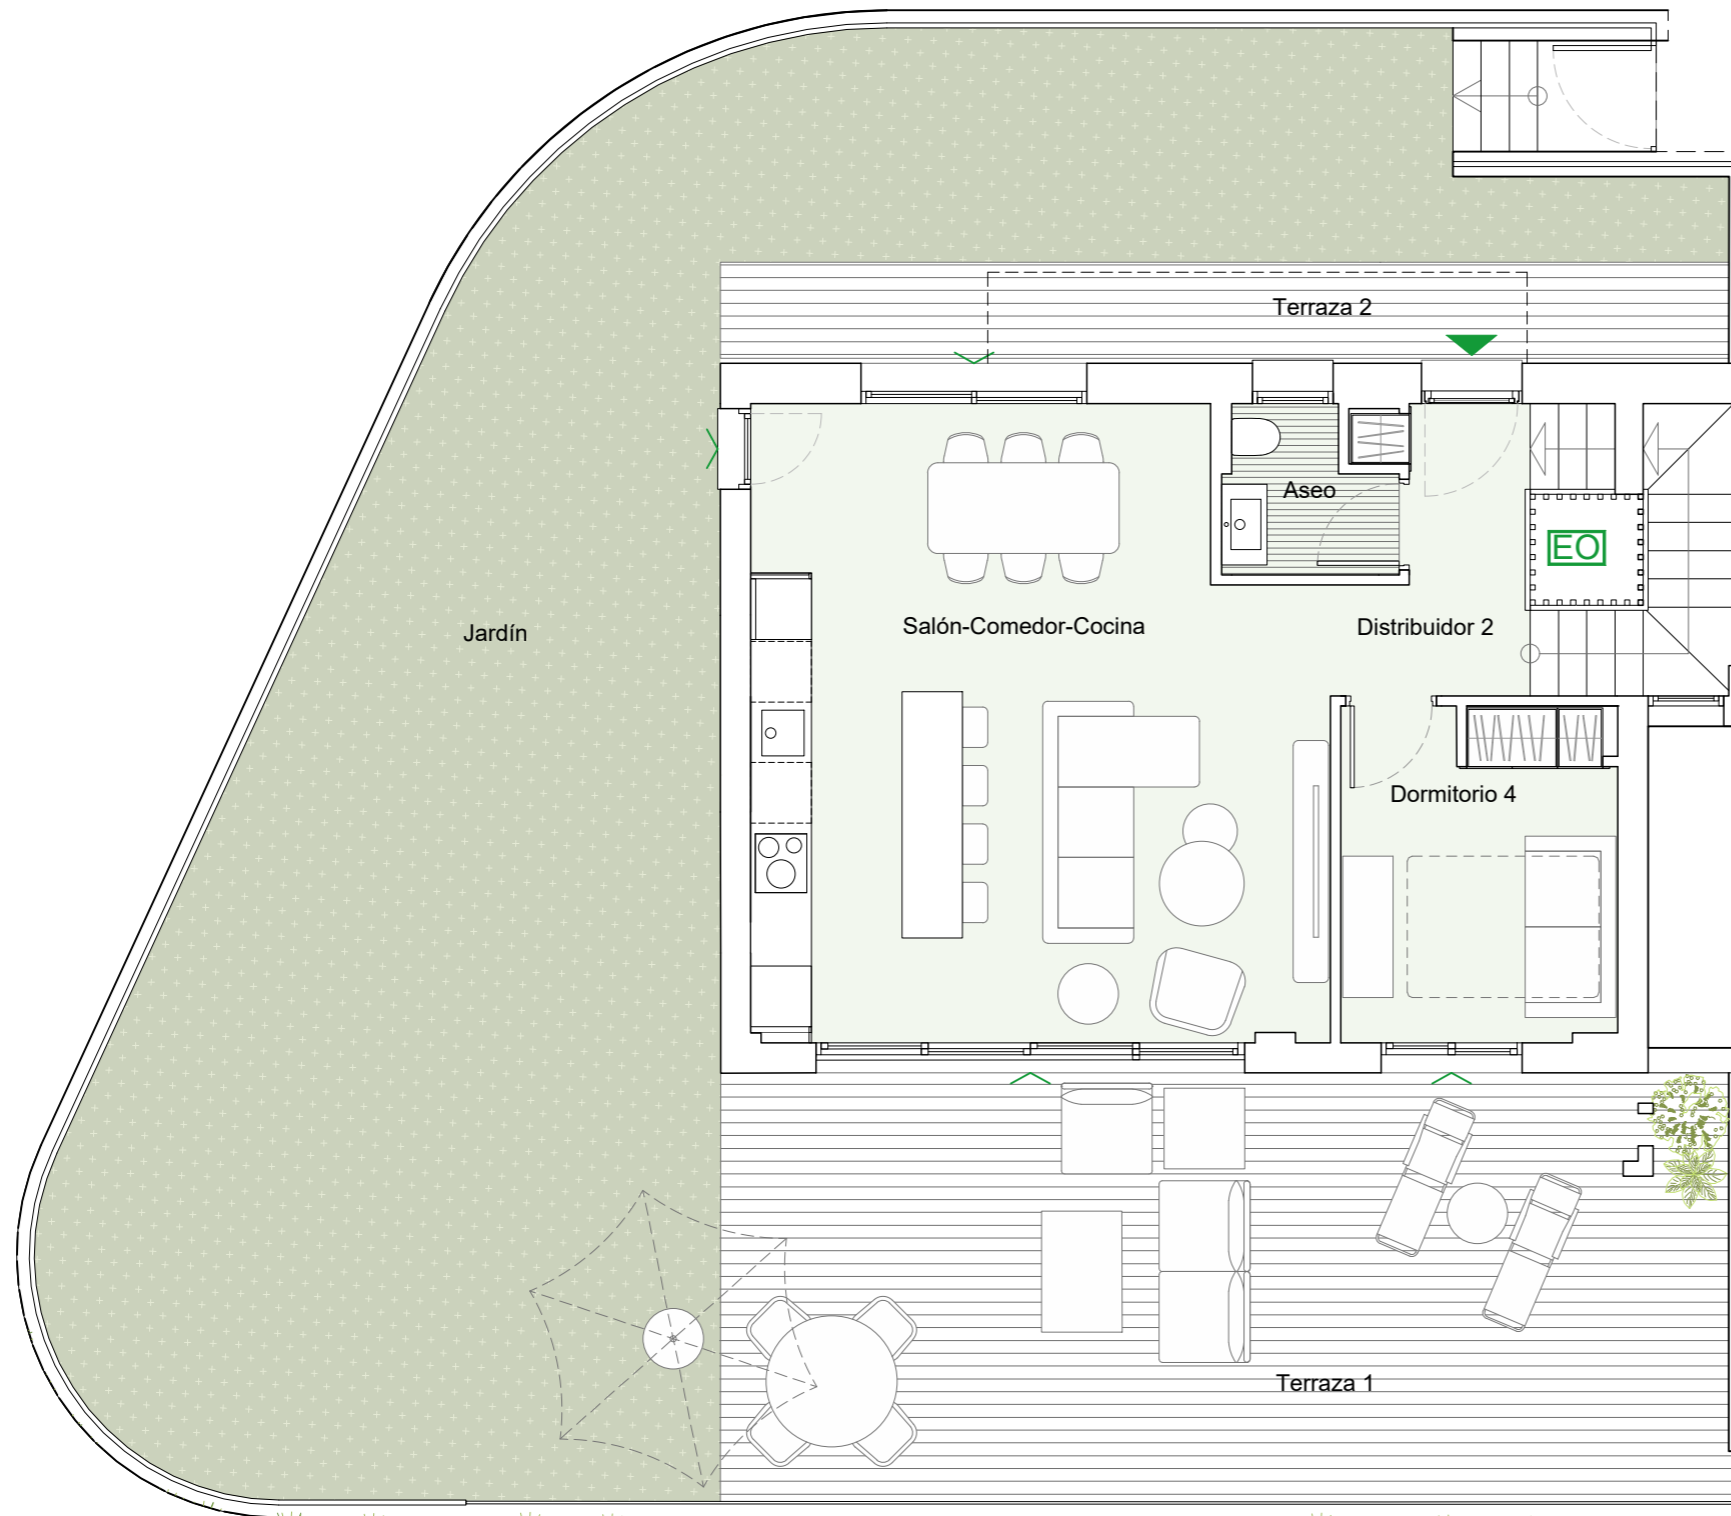 Terraza 2
Aseo
EO
Jardín
Salón-Comedor-Cocina
Distribuidor 2
Dormitorio 4
Terraza 1